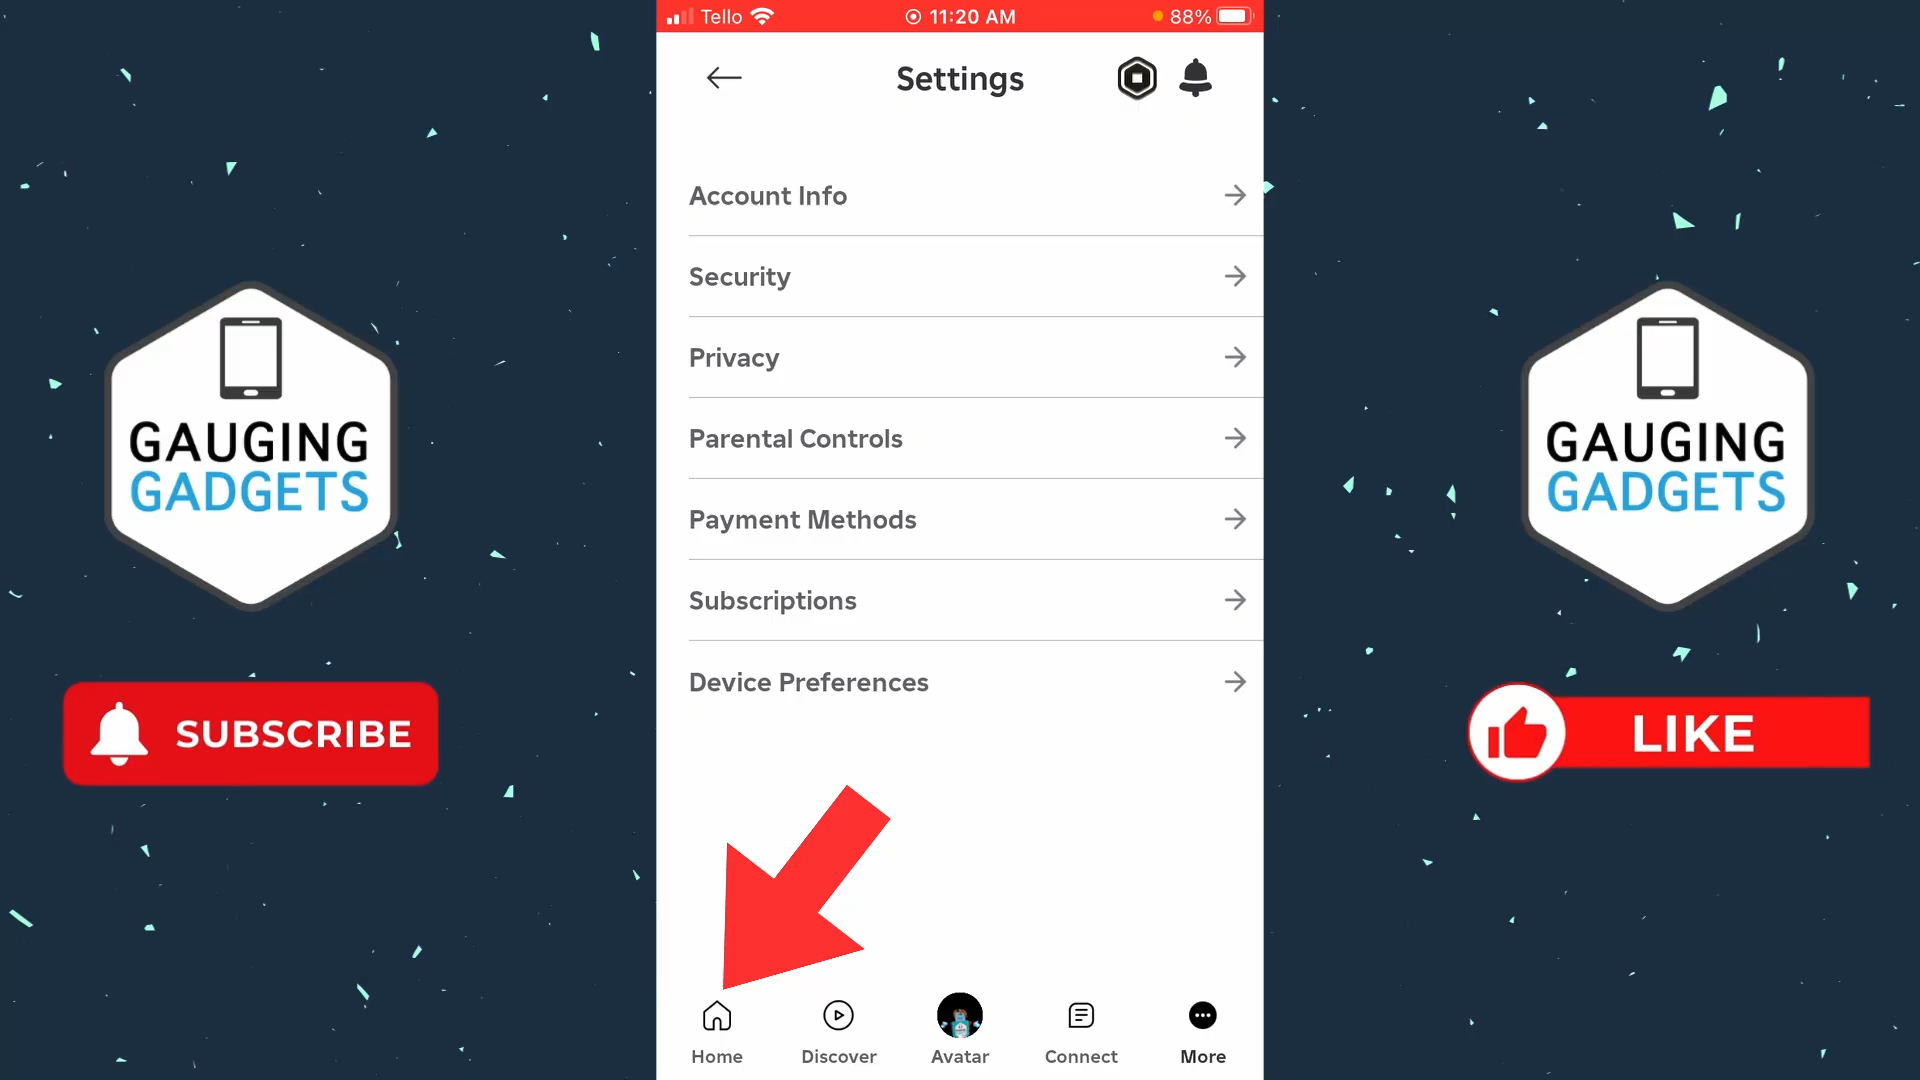 Tello 11:20 AM 88%
Settings
Account Info
Security
Privacy
Parental Controls
Payment Methods
Subscriptions
Device Preferences
Home Discover Avatar Connect More
GAUGING
GADGETS
SUBSCRIBE
GAUGING
GADGETS
LIKE